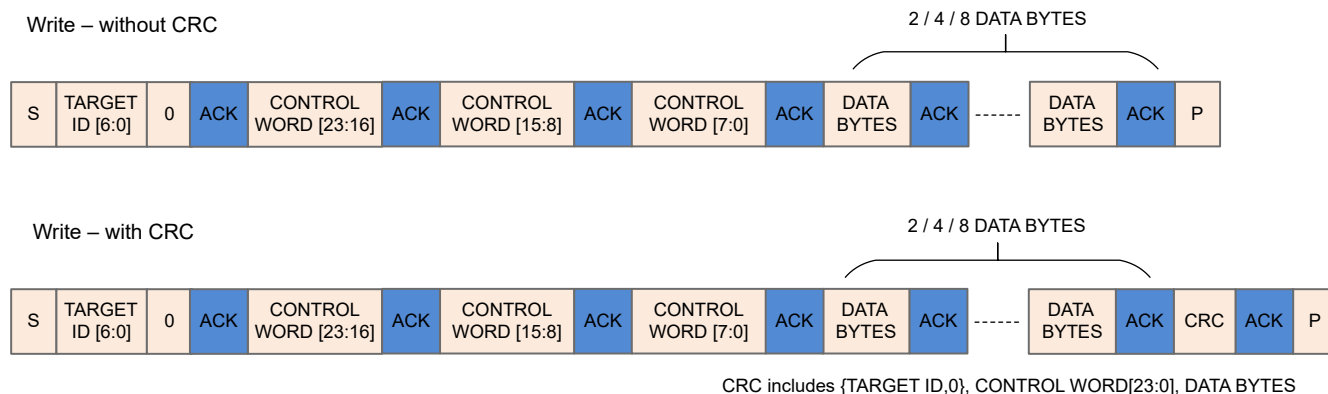 Write – without CRC
2 / 4 / 8 DATA BYTES
S
TARGET
ID [6:0]
0
ACK
CONTROL
WORD [23:16]
ACK
CONTROL
WORD [15:8]
ACK
CONTROL
WORD [7:0]
ACK
DATA
BYTES
ACK
DATA
BYTES
ACK
P
Write – with CRC
2 / 4 / 8 DATA BYTES
S
TARGET
ID [6:0]
0
ACK
CONTROL
WORD [23:16]
ACK
CONTROL
WORD [15:8]
ACK
CONTROL
WORD [7:0]
ACK
DATA
BYTES
ACK
DATA
BYTES
ACK
CRC
ACK
P
CRC includes {TARGET ID,0}, CONTROL WORD[23:0], DATA BYTES